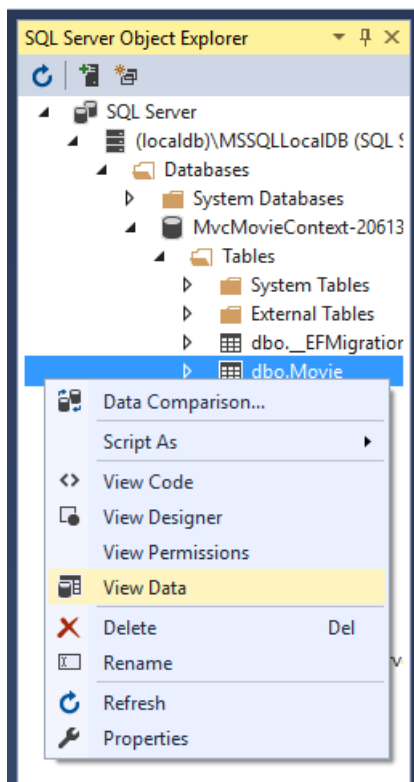 SQL Server Object Explorer
SQL Server
(localdb)\MSSQLLocalDB (SQL S
Databases
System Databases
MvcMovieContext-20613
Tables
System Tables
External Tables
dbo.__EFMigration
dbo.Movie
Data Comparison...
Script As
View Code
View Designer
View Permissions
View Data
Delete Del
Rename
Refresh
Properties